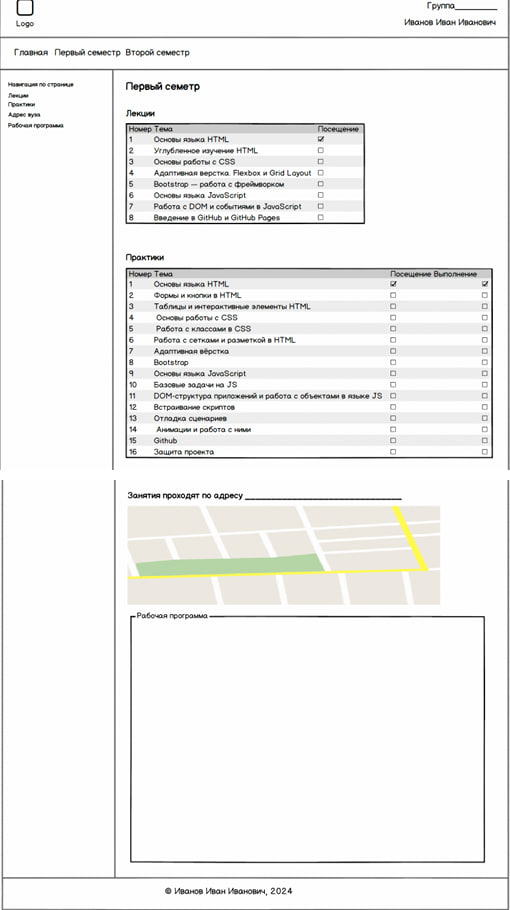 Группа_________
Logo
Иванов Иван Иванович
Главная Первый семестр Второй семестр
Навигация по странице
Лекции
Практики
Адрес вуза
Рабочая программа
Первый семетр
Лекции
Номер Тема Посещение
1 Основы языка HTML
2 Углубленное изучение HTML
3 Основы работы с CSS
4 Адаптивная верстка. Flexbox и Grid Layout
5 Bootstrap — работа с фреймворком
6 Основы языка JavaScript
7 Работа с DOM и событиями в JavaScript
8 Введение в GitHub и GitHub Pages
Практики
Номер Тема Посещение Выполнение
1 Основы языка HTML
2 Формы и кнопки в HTML
3 Таблицы и интерактивные элементы HTML
4 Основы работы с CSS
5 Работа с классами в CSS
6 Работа с сетками и разметкой в HTML
7 Адаптивная вёрстка
8 Bootstrap
9 Основы языка JavaScript
10 Базовые задачи на JS
11 DOM-структура приложений и работа с объектами в языке JS
12 Встраивание скриптов
13 Отладка сценариев
14 Анимации и работа с ними
15 Github
16 Защита проекта
Занятия проходят по адресу _________________________________
Рабочая программа
© Иванов Иван Иванович, 2024